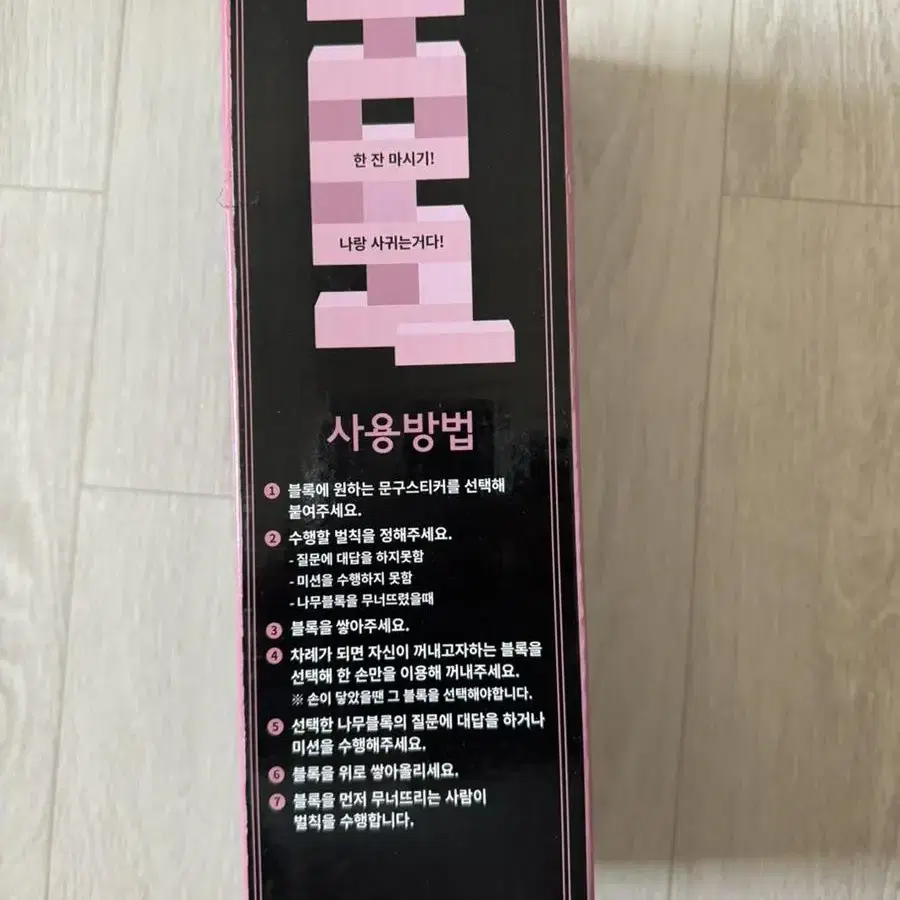 한 잔 마시기!
나랑 사귀는거다!
사용방법
1 블록에 원하는 문구스티커를 선택해
붙여주세요.
2 수행할 벌칙을 정해주세요.
- 질문에 대답을 하지못함
- 미션을 수행하지 못함
- 나무블록을 무너뜨렸을때
3 블록을 쌓아주세요.
4 차례가 되면 자신이 꺼내고자하는 블록을
선택해 한 손만을 이용해 꺼내주세요.
※ 손이 닿았을땐 그 블록을 선택해야합니다.
5 선택한 나무블록의 질문에 대답을 하거나
미션을 수행해주세요.
6 블록을 위로 쌓아올리세요.
7 블록을 먼저 무너뜨리는 사람이
벌칙을 수행합니다.